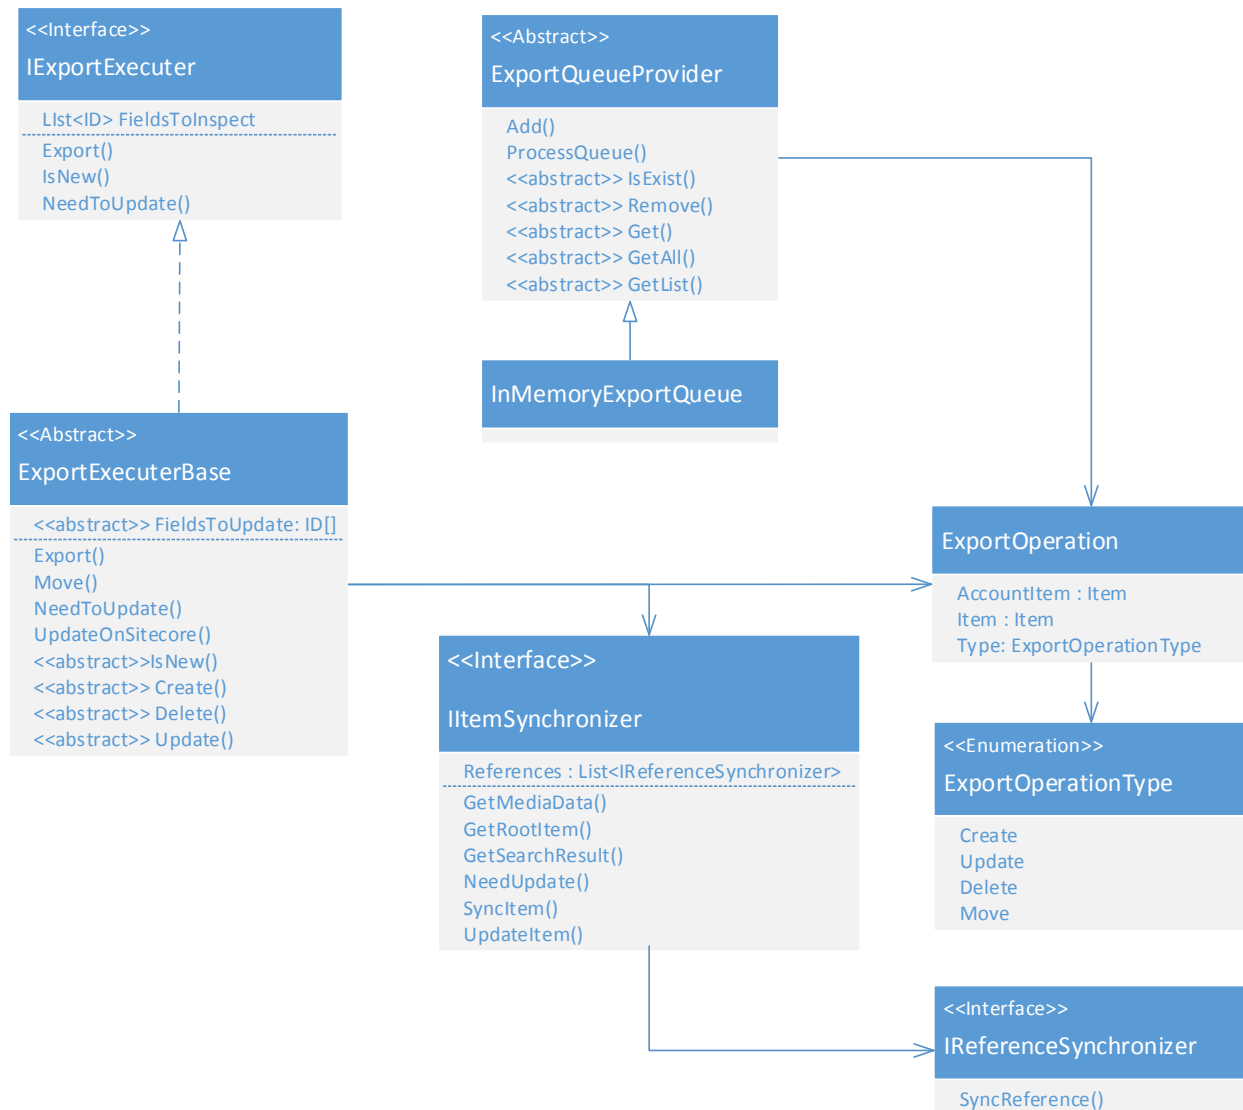 <<Interface>>
IExportExecuter
LIst<ID> FieldsToInspect
Export()
IsNew()
NeedToUpdate()
<<Abstract>>
ExportQueueProvider
Add()
ProcessQueue()
<<abstract>> IsExist()
<<abstract>> Remove()
<<abstract>> Get()
<<abstract>> GetAll()
<<abstract>> GetList()
InMemoryExportQueue
<<Abstract>>
ExportExecuterBase
<<abstract>> FieldsToUpdate: ID[]
Export()
Move()
NeedToUpdate()
UpdateOnSitecore()
<<abstract>>IsNew()
<<abstract>> Create()
<<abstract>> Delete()
<<abstract>> Update()
ExportOperation
AccountItem : Item
Item : Item
Type: ExportOperationType
<<Interface>>
IItemSynchronizer
References : List<IReferenceSynchronizer>
GetMediaData()
GetRootItem()
GetSearchResult()
NeedUpdate()
SyncItem()
UpdateItem()
<<Enumeration>>
ExportOperationType
Create
Update
Delete
Move
<<Interface>>
IReferenceSynchronizer
SyncReference()